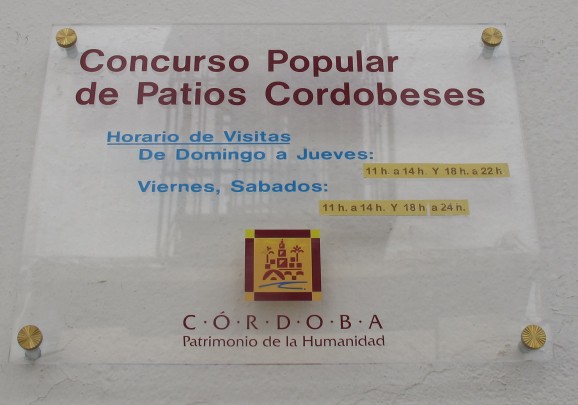 Concurso Popular
de Patios Cordobeses
Horario de Visitas
De Domingo a Jueves:
11 h a 14 h. Y 18 h. a 22 h.
Viernes, Sabados:
11 h. a 14 h. Y 18 h a 24 h.
C·Ó·R·D·O·B·A
Patrimonio de la Humanidad